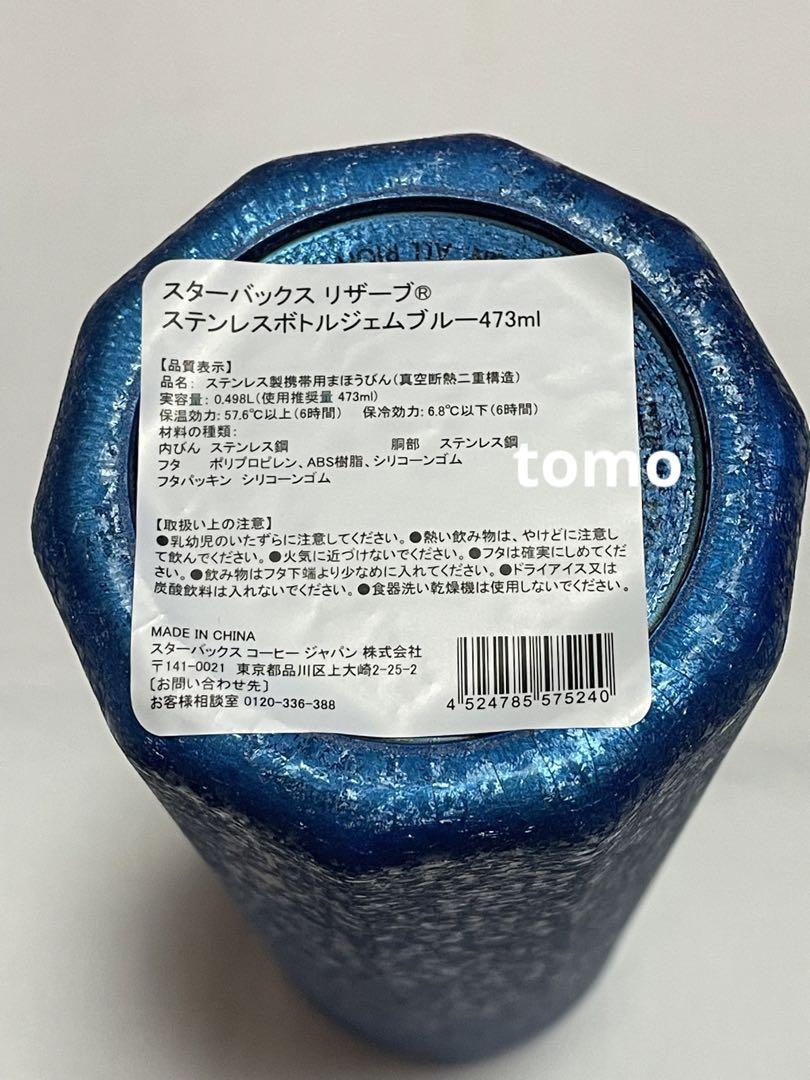 ALL RIGH
スターバックス リザーブ®
ステンレスボトルジェムブルー473ml
【品質表示】
品名: ステンレス製携帯用まほうびん(真空断熱二重構造)
実容量: 0.498L(使用推奨量 473ml)
保温効力: 57.6℃以上(6時間) 保冷効力: 6.8℃以下(6時間)
材料の種類:
内びん ステンレス鋼 胴部 ステンレス鋼
フタ ポリプロピレン、ABS樹脂、シリコーンゴム
フタパッキン シリコーンゴム
tomo
【取扱い上の注意】
●乳幼児のいたずらに注意してください。●熱い飲み物は、やけどに注意し
て飲んでください。●火気に近づけないでください。●フタは確実にしめてくだ
さい。●飲み物はフタ下端より少なめに入れてください。●ドライアイス又は
炭酸飲料は入れないでください。●食器洗い乾燥機は使用しないでください。
MADE IN CHINA
スターバックス コーヒー ジャパン 株式会社
〒141-0021 東京都品川区上大崎2-25-2
〔お問い合わせ先〕
お客様相談室 0120-336-388
4 524785 575240